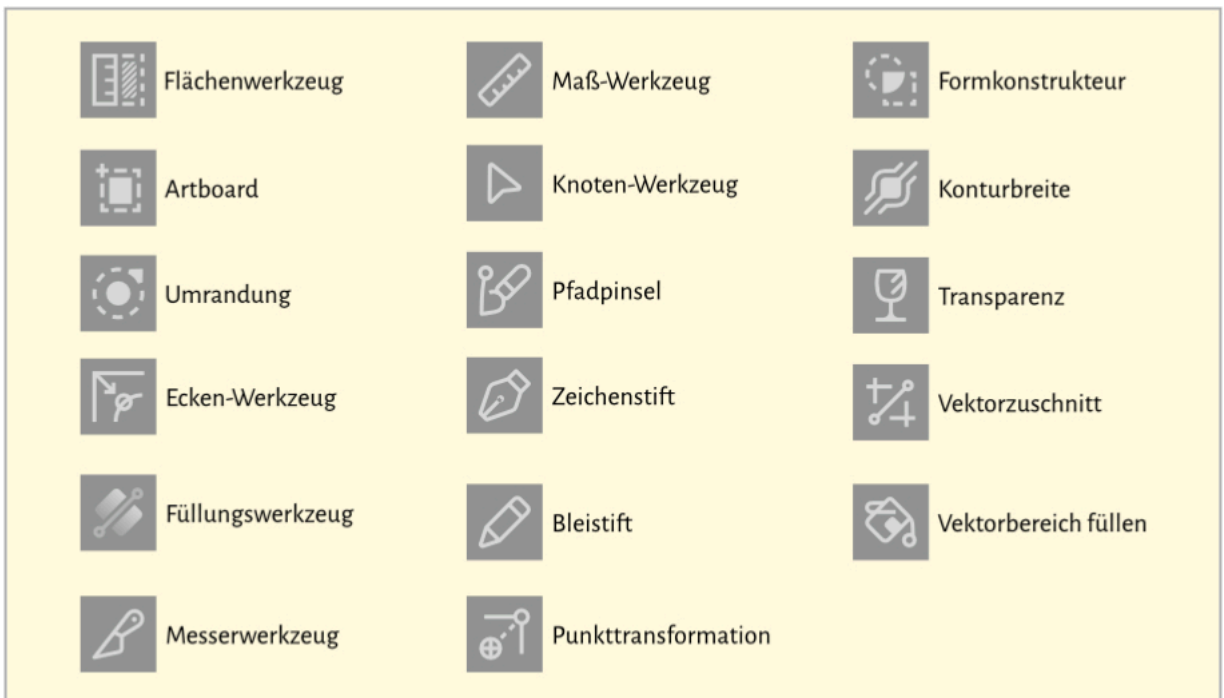 Flächenwerkzeug
Artboard
Umrandung
Ecken-Werkzeug
Füllungswerkzeug
Messerwerkzeug
Maß-Werkzeug
Knoten-Werkzeug
Pfadpinsel
Zeichenstift
Bleistift
Punkttransformation
Formkonstrukteur
Konturbreite
Transparenz
Vektorzuschnitt
Vektorbereich füllen